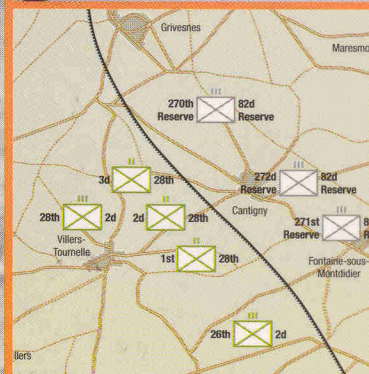 Grivesnes
Maresmo
270th Reserve 82d Reserve
3d 28th
272d Reserve 82d Reserve
28th 2d
2d 28th
Cantigny
271st Reserve 8 R
Villers-
Tournelle
1st 28th
Fontaine-sous-
Montdidier
26th 2d
llers